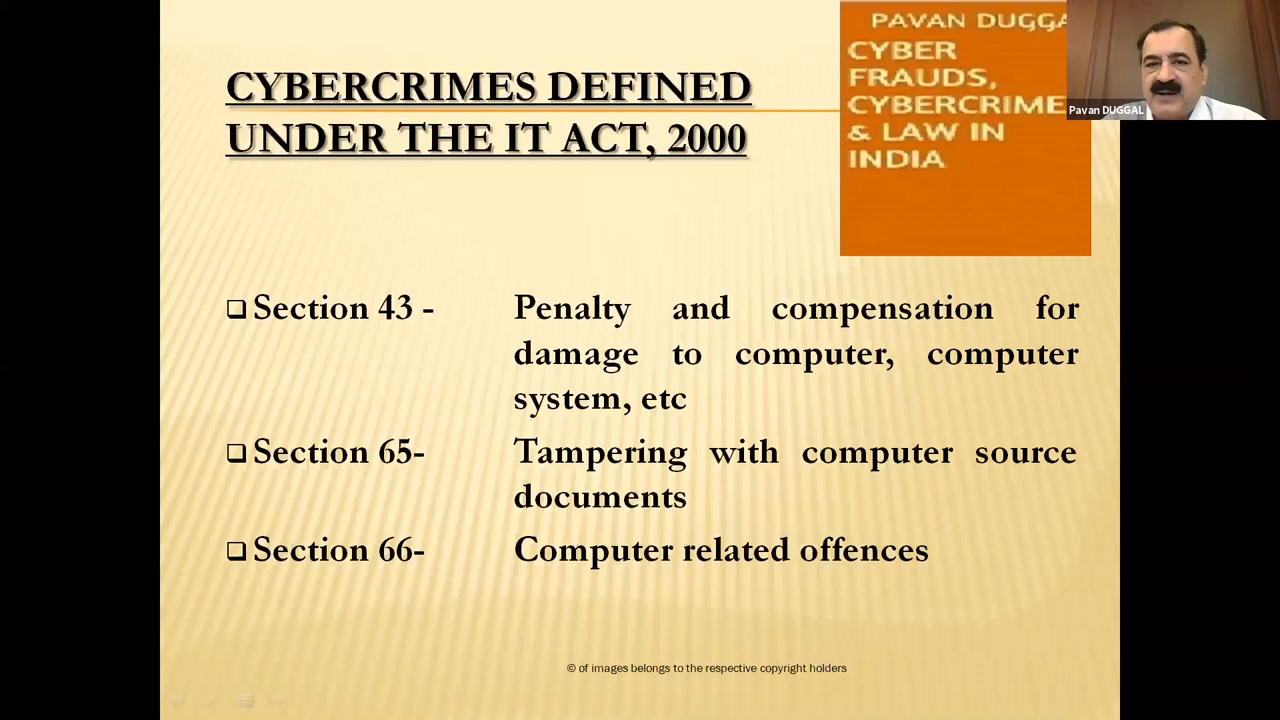 CYBERCRIMES DEFINED
UNDER THE IT ACT, 2000
PAVAN DUGGA
CYBER
FRAUDS,
CYBERCRIME
& LAW IN
INDIA
Pavan DUGGAL
❑ Section 43 - Penalty and compensation for
damage to computer, computer
system, etc
❑ Section 65- Tampering with computer source
documents
❑ Section 66- Computer related offences
© of images belongs to the respective copyright holders